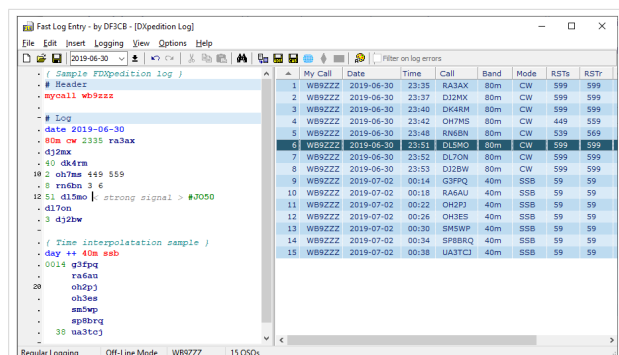 Fast Log Entry - by DF3CB - [DXpedition Log]
File Edit Insert Logging View Options Help
2019-06-30 Filter on log errors
{ Sample FDXpedition log }
# Header
mycall wb9zzz
# Log
date 2019-06-30
80m cw 2335 ra3ax
dj2mx
40 dk4rm
10 2 oh7ms 449 559
8 rn6bn 3 6
12 51 dl5mo < strong signal > #JO50
dl7on
3 dj2bw
{ Time interpolatation sample }
day ++ 40m ssb
0014 g3fpq
ra6au
20 oh2pj
oh3es
sm5wp
sp8brq
38 ua3tcj
My Call Date Time Call Band Mode RSTs RSTr
1 WB9ZZZ 2019-06-30 23:35 RA3AX 80m CW 599 599
2 WB9ZZZ 2019-06-30 23:37 DJ2MX 80m CW 599 599
3 WB9ZZZ 2019-06-30 23:40 DK4RM 80m CW 599 599
4 WB9ZZZ 2019-06-30 23:42 OH7MS 80m CW 449 559
5 WB9ZZZ 2019-06-30 23:48 RN6BN 80m CW 539 569
6 WB9ZZZ 2019-06-30 23:51 DL5MO 80m CW 599 599
7 WB9ZZZ 2019-06-30 23:52 DL7ON 80m CW 599 599
8 WB9ZZZ 2019-06-30 23:53 DJ2BW 80m CW 599 599
9 WB9ZZZ 2019-07-02 00:14 G3FPQ 40m SSB 59 59
10 WB9ZZZ 2019-07-02 00:18 RA6AU 40m SSB 59 59
11 WB9ZZZ 2019-07-02 00:22 OH2PJ 40m SSB 59 59
12 WB9ZZZ 2019-07-02 00:26 OH3ES 40m SSB 59 59
13 WB9ZZZ 2019-07-02 00:30 SM5WP 40m SSB 59 59
14 WB9ZZZ 2019-07-02 00:34 SP8BRQ 40m SSB 59 59
15 WB9ZZZ 2019-07-02 00:38 UA3TCJ 40m SSB 59 59
Regular Logging Off-Line Mode WB9ZZZ 15 QSOs